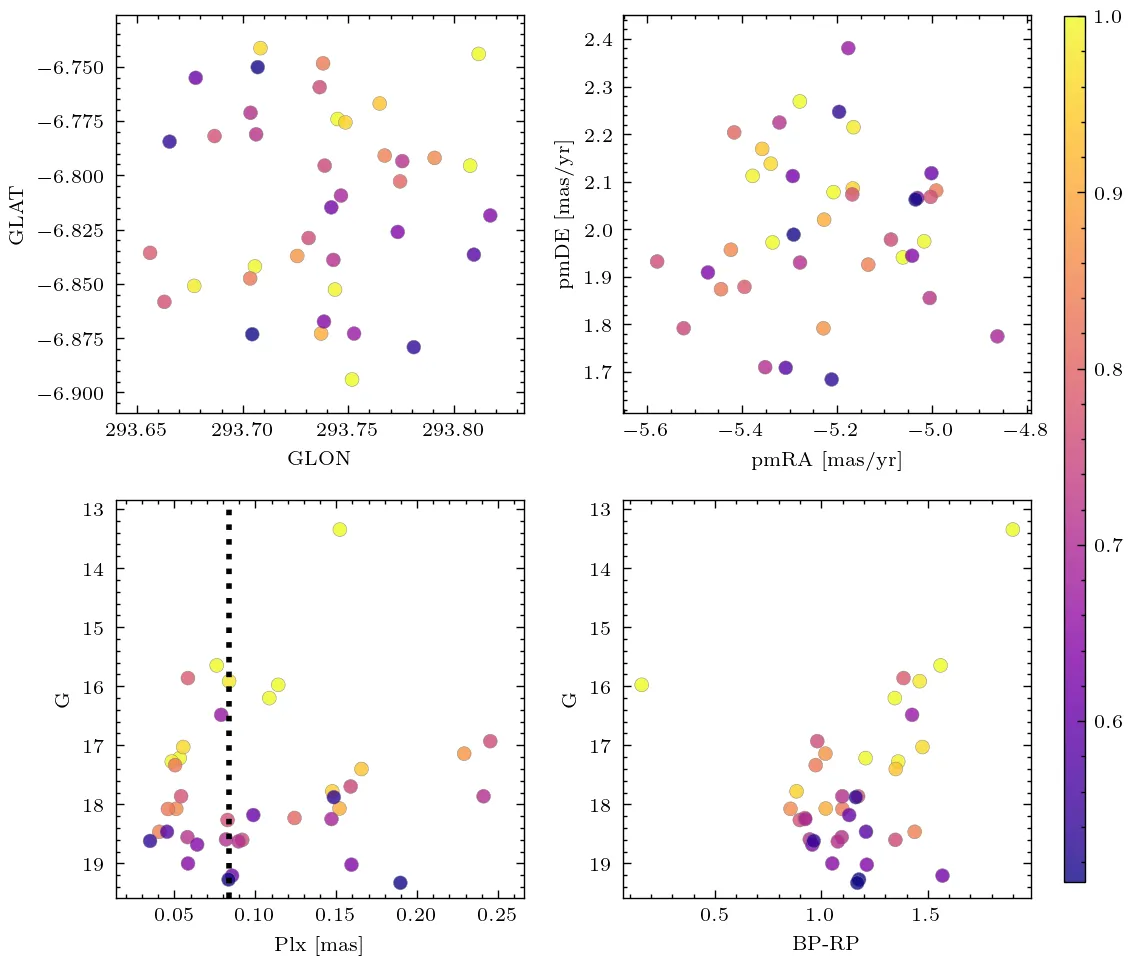 −6.750
−6.775
−6.800
−6.825
−6.850
−6.875
−6.900
GLAT
293.65 293.70 293.75 293.80
GLON
2.4
2.3
2.2
2.1
2.0
1.9
1.8
1.7
pmDE [mas/yr]
−5.6 −5.4 −5.2 −5.0 −4.8
pmRA [mas/yr]
13
14
15
16
17
18
19
G
0.05 0.10 0.15 0.20 0.25
Plx [mas]
13
14
15
16
17
18
19
G
0.5 1.0 1.5
BP-RP
1.0
0.9
0.8
0.7
0.6